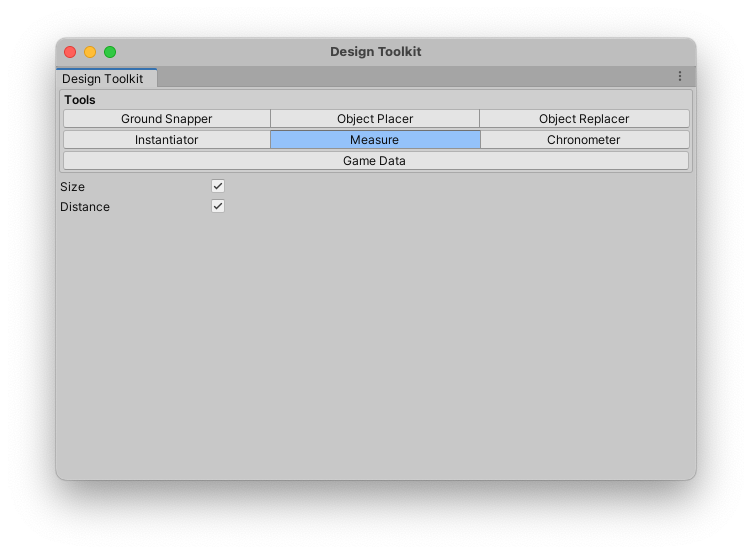 Design Toolkit
Design Toolkit
Tools
Ground Snapper Object Placer Object Replacer
Instantiator Measure Chronometer
Game Data
Size
Distance